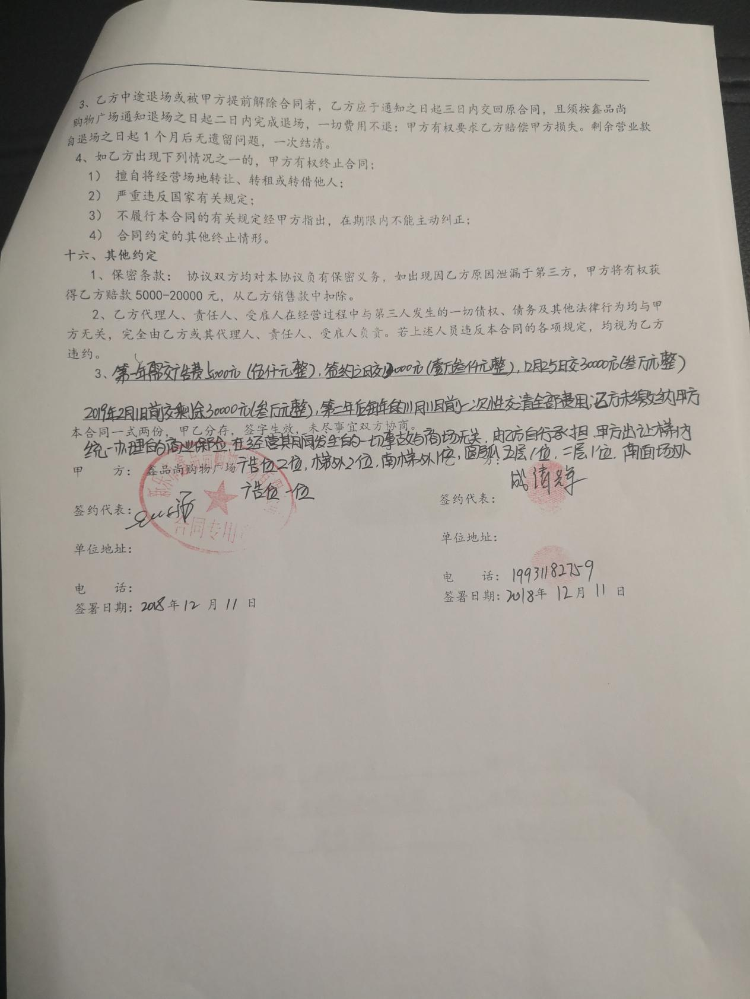 3、乙方中途退场或被甲方提前解除合同者，乙方应于通知之日起三日内交回原合同，且须按鑫品尚
购物广场通知退场之日起二日内完成退场，一切费用不退：甲方有权要求乙方赔偿甲方损失。剩余营业款
自退场之日起1个月后无遗留问题，一次结清。
4、如乙方出现下列情况之一的，甲方有权终止合同；
1） 擅自将经营场地转让、转租或转借他人；
2） 严重违反国家有关规定；
3） 不履行本合同的有关规定经甲方指出，在期限内不能主动纠正；
4） 合同约定的其他终止情形。
十六、其他约定
1、保密条款： 协议双方均对本协议负有保密义务，如出现因乙方原因泄漏于第三方，甲方将有权获
得乙方赔款5000-20000元，从乙方销售款中扣除。
2、乙方代理人、责任人、受雇人在经营过程中与第三人发生的一切债权、债务及其他法律行为均与甲
方无关，完全由乙方或其代理人、责任人、受雇人负责。若上述人员违反本合同的各项规定，均视为乙方
违约。
3、第一年需交广告费5000元(伍仟元整)，签约之日交13000元(壹万叁仟元整)，12月25日交30000元(叁万元整)
2019年2月1日前交剩余30000元(叁万元整)，第二年后每年的11月11日前一次性交清全部费用；乙方未缴纳甲方
本合同一式两份，甲乙分存，签字生效，未尽事宜双方协商。
统一办理的商业保险，在经营其间发生的一切事故与商场无关，由乙方自行承担。甲方出让梯内
甲 方： 鑫品尚购物广场 广告位2位，梯外2位，南梯外1位，圆弧五层1位，二层1位，南面场外
广告位一位
合同专用
签约代表：
签约代表：
单位地址：
单位地址：
电 话：
电 话：19931182759
签署日期：2018年12月11日
签署日期：2018年12月11日